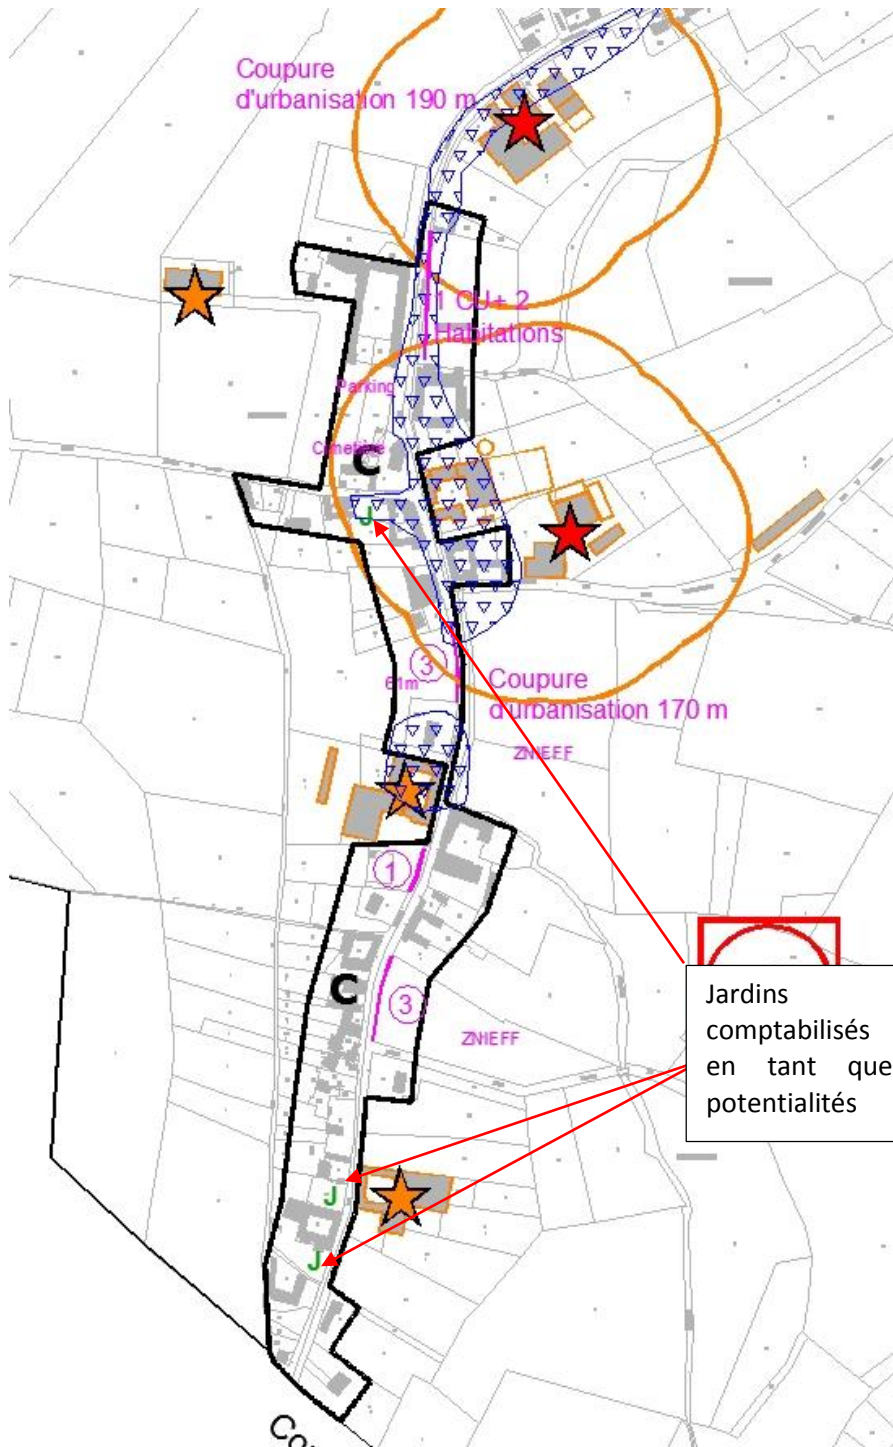 Coupure
d'urbanisation 190 m
1 CU+ 2
Habitations
Parking
Cimetière
C
J
3
61m
Coupure
d'urbanisation 170 m
ZNIEFF
1
C
3
ZNIEFF
Jardins
comptabilisés
en tant que
potentialités
J
J